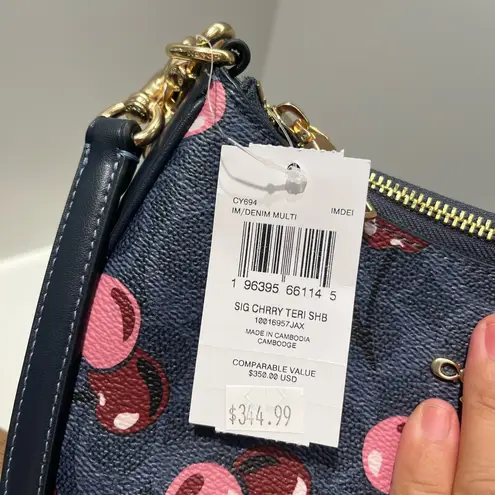 CY694
IM/DENIM MULTI IMDEI
1 96395 66114 5
SIG CHRRY TERI SHB
10016957JAX
MADE IN CAMBODIA
CAMBODGE
COMPARABLE VALUE
$350.00 USD
$344.99